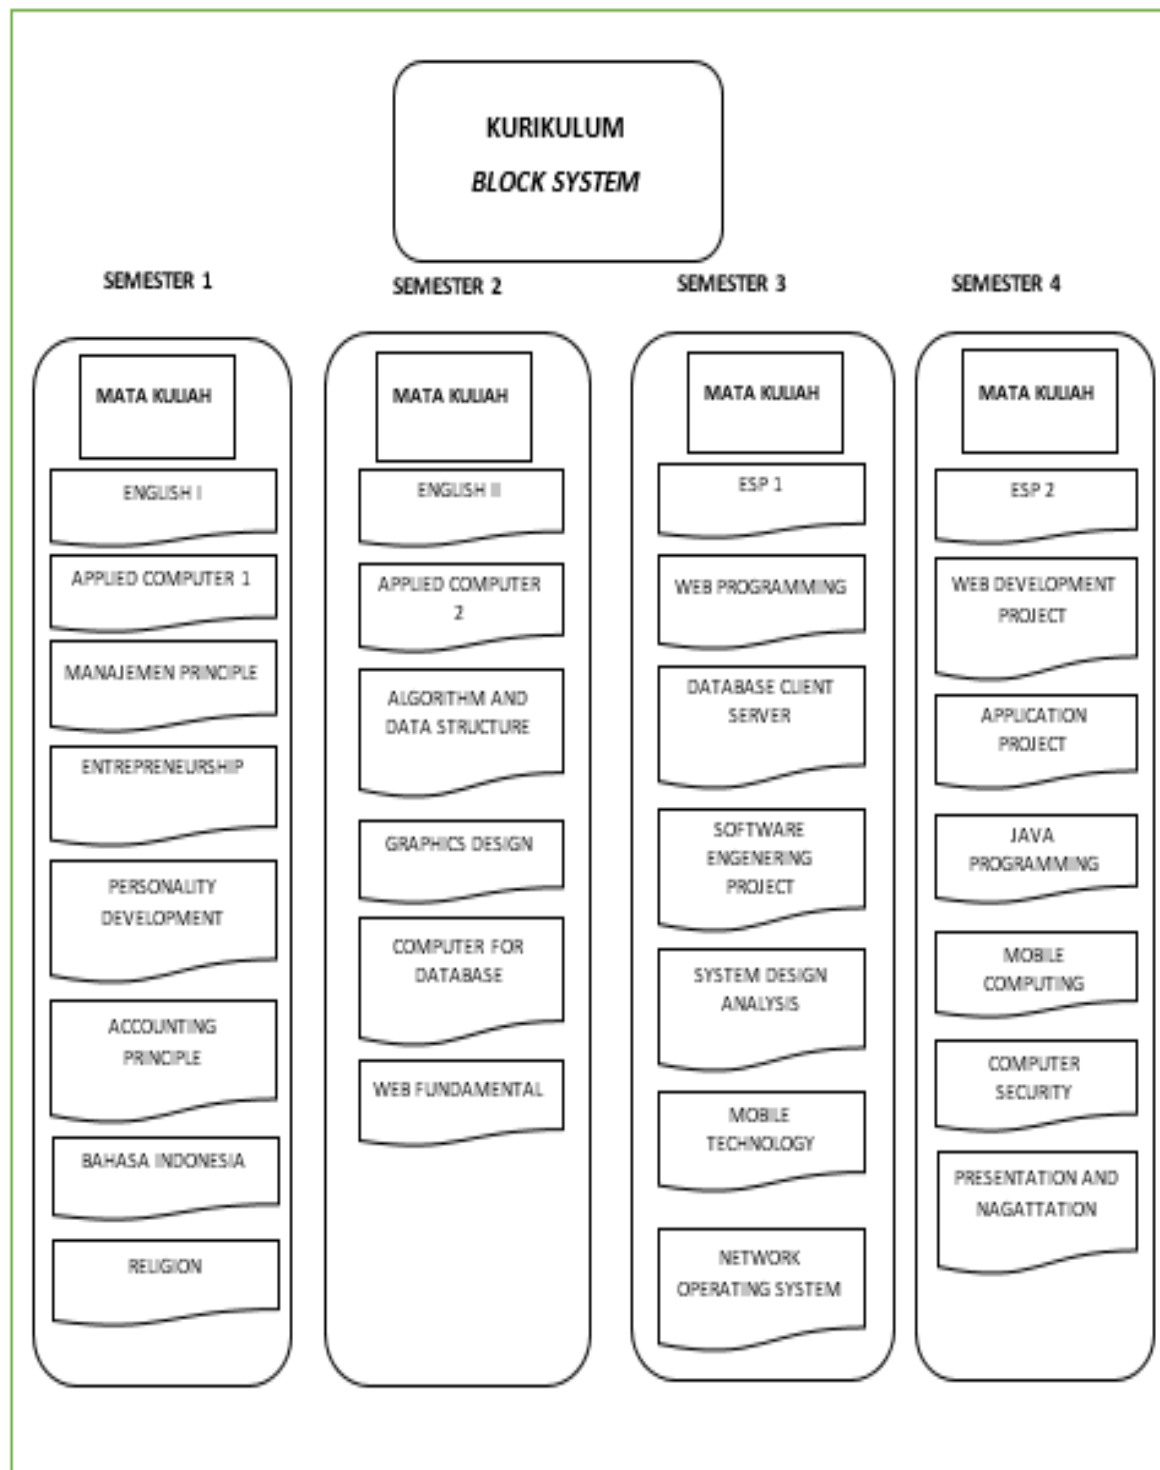 KURIKULUM
BLOCK SYSTEM
SEMESTER 1
MATA KULIAH
ENGLISH I
APPLIED COMPUTER 1
MANAJEMEN PRINCIPLE
ENTREPRENEURSHIP
PERSONALITY
DEVELOPMENT
ACCOUNTING
PRINCIPLE
BAHASA INDONESIA
RELIGION
SEMESTER 2
MATA KULIAH
ENGLISH II
APPLIED COMPUTER
2
ALGORITHM AND
DATA STRUCTURE
GRAPHICS DESIGN
COMPUTER FOR
DATABASE
WEB FUNDAMENTAL
SEMESTER 3
MATA KULIAH
ESP 1
WEB PROGRAMMING
DATABASE CLIENT
SERVER
SOFTWARE
ENGENERING
PROJECT
SYSTEM DESIGN
ANALYSIS
MOBILE
TECHNOLOGY
NETWORK
OPERATING SYSTEM
SEMESTER 4
MATA KULIAH
ESP 2
WEB DEVELOPMENT
PROJECT
APPLICATION
PROJECT
JAVA
PROGRAMMING
MOBILE
COMPUTING
COMPUTER
SECURITY
PRESENTATION AND
NAGATTATION